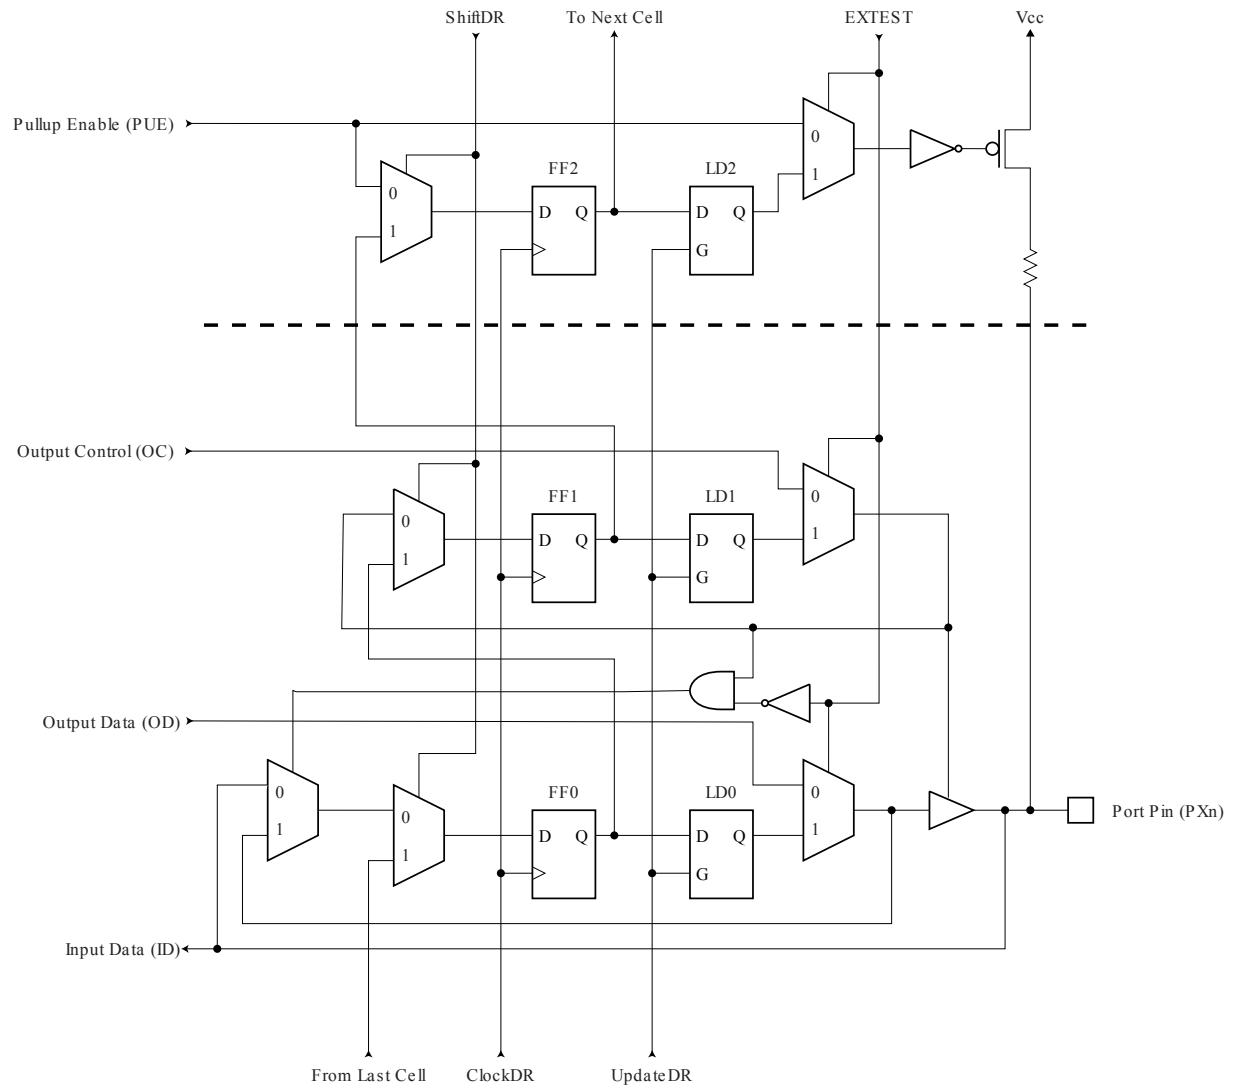 ShiftDR To Next Cell EXTEST Vcc
Pullup Enable (PUE)
0
FF2 LD2
0 1
D Q D Q
1
G
Output Control (OC)
FF1 LD1 0
0
D Q D Q 1
1
G
Output Data (OD)
0 FF0 LD0 0
0 Port Pin (PXn)
1 D Q D Q 1
1
G
Input Data (ID)
From Last Cell ClockDR UpdateDR